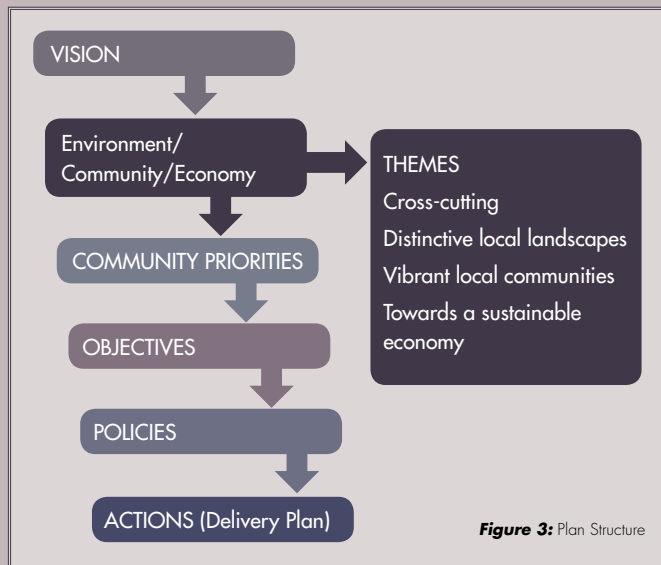 VISION
Environment/
Community/Economy
THEMES
Cross-cutting
Distinctive local landscapes
Vibrant local communities
Towards a sustainable
economy
COMMUNITY PRIORITIES
OBJECTIVES
POLICIES
ACTIONS (Delivery Plan)
Figure 3: Plan Structure